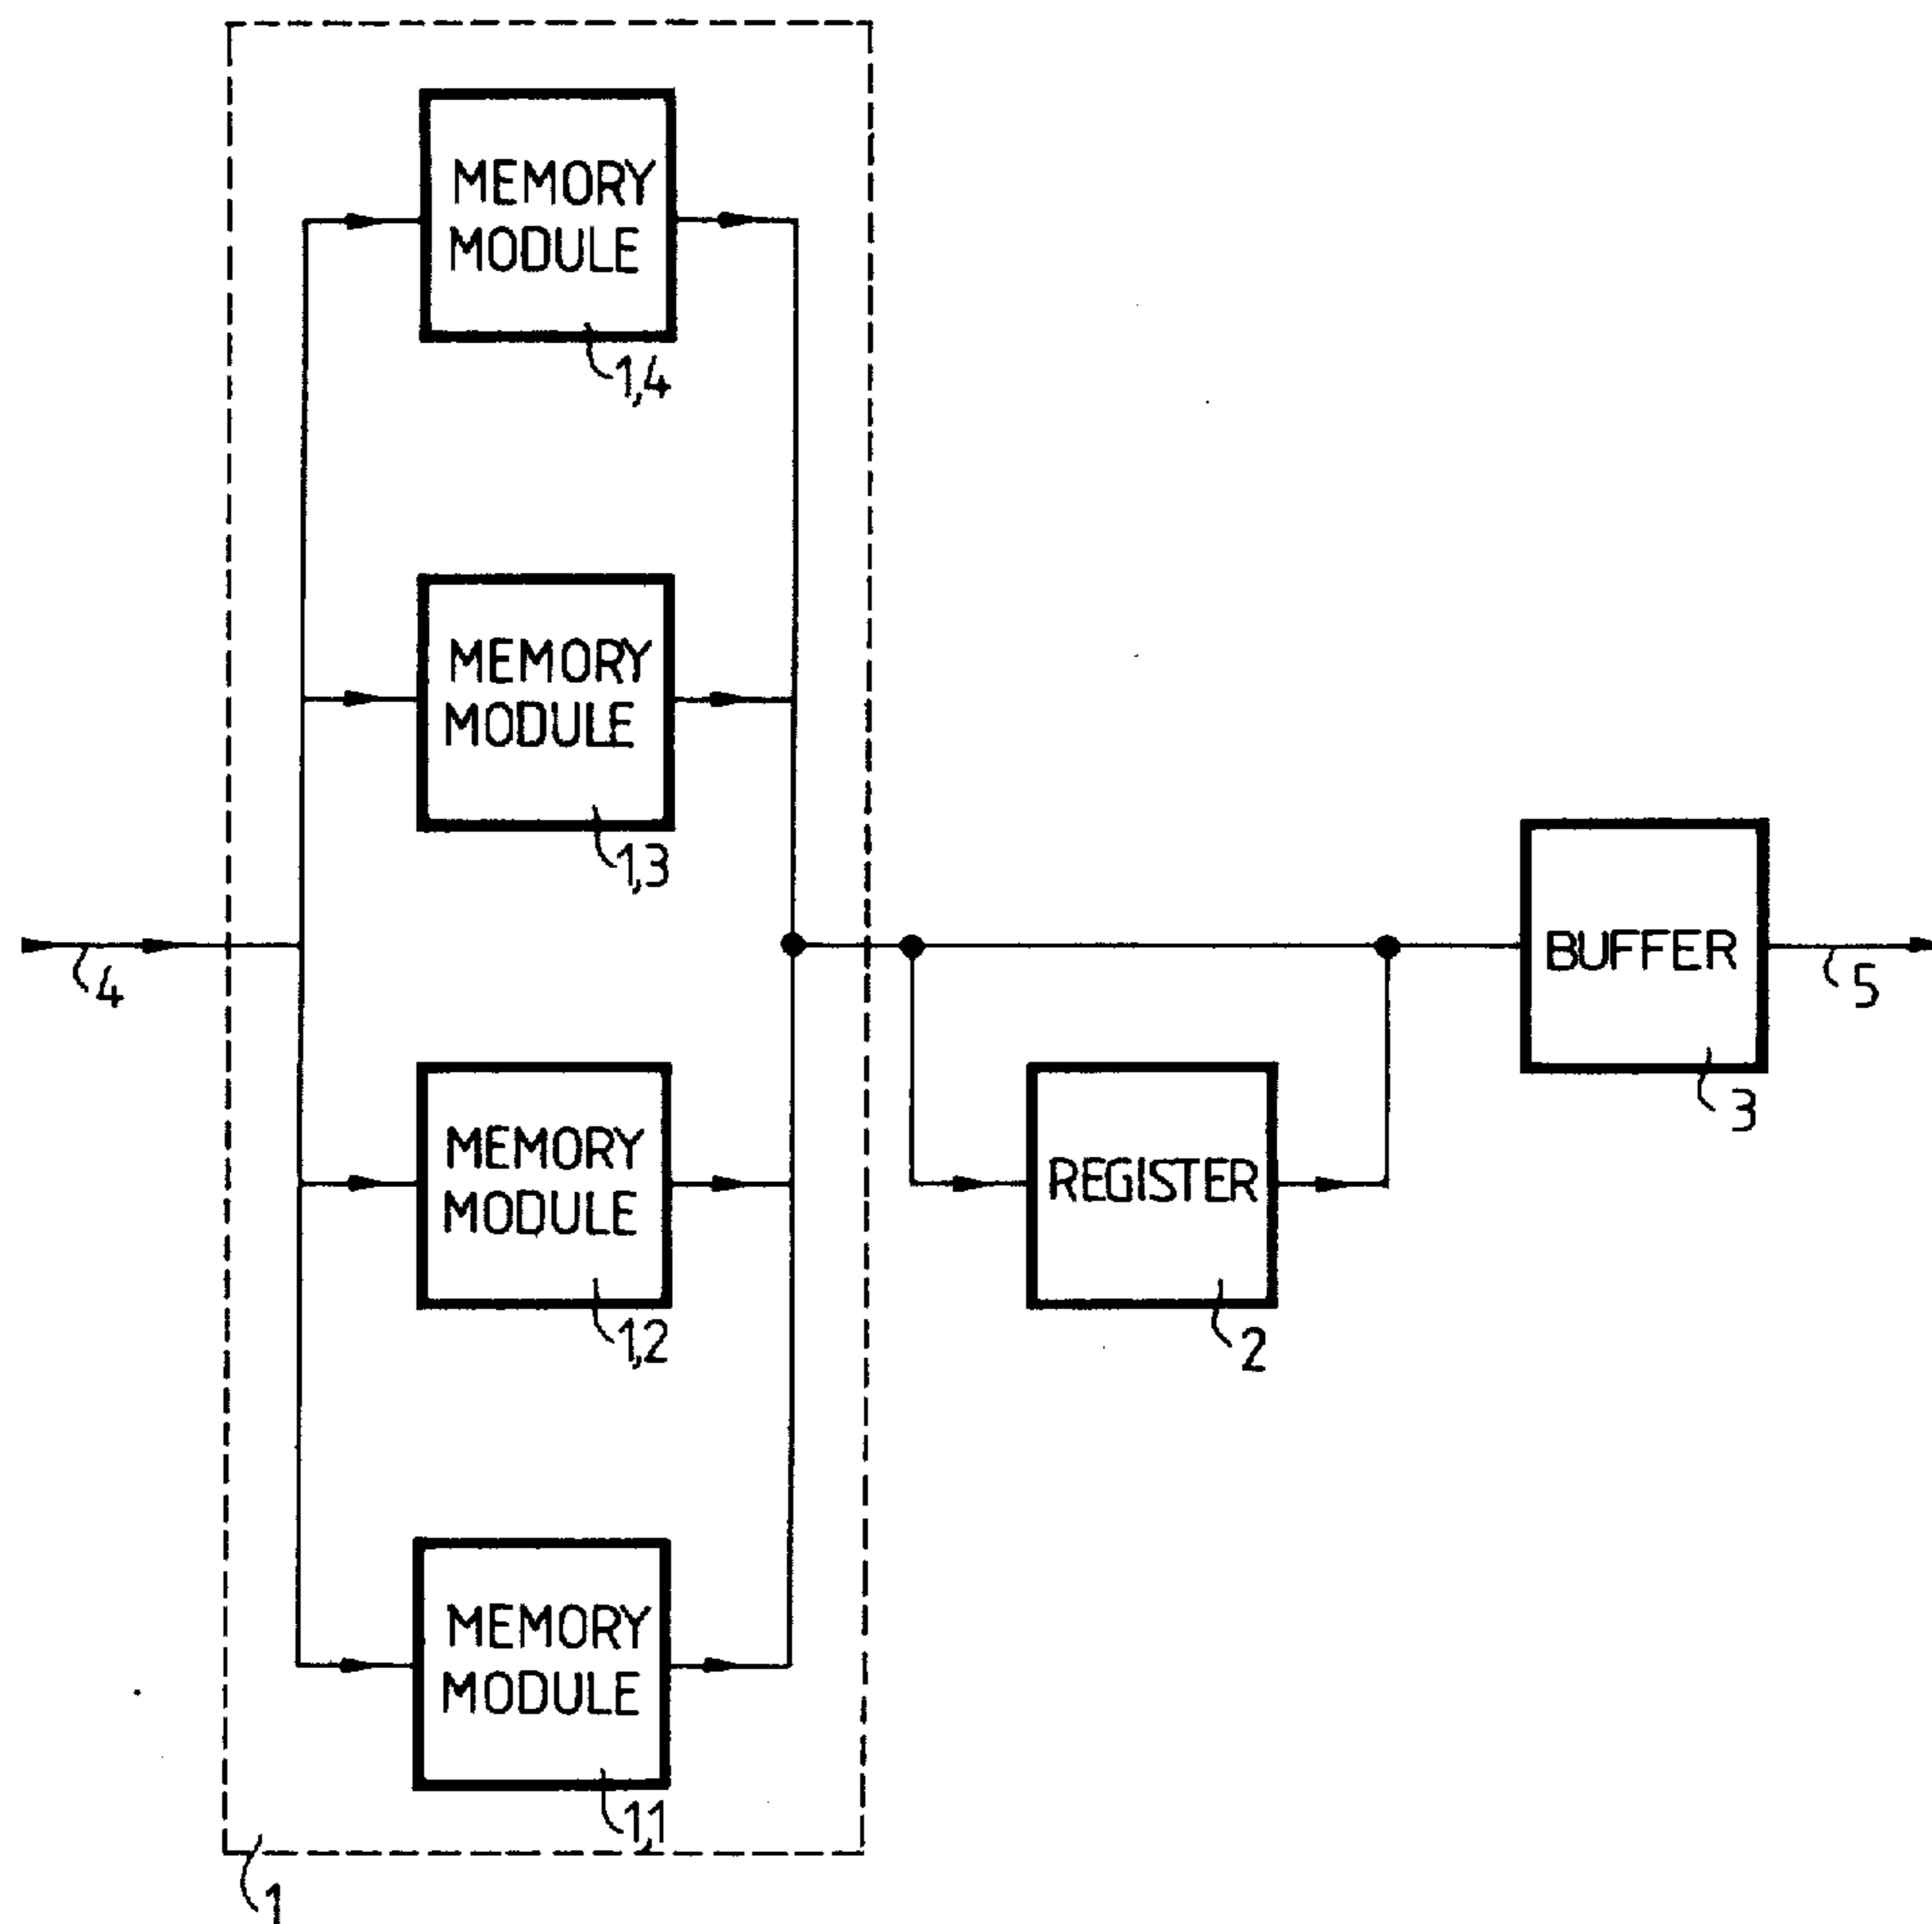 MEMORY
MODULE
1,4
MEMORY
MODULE
1,3
4
BUFFER
5
3
MEMORY
MODULE
1,2
REGISTER
2
MEMORY
MODULE
1,1
1